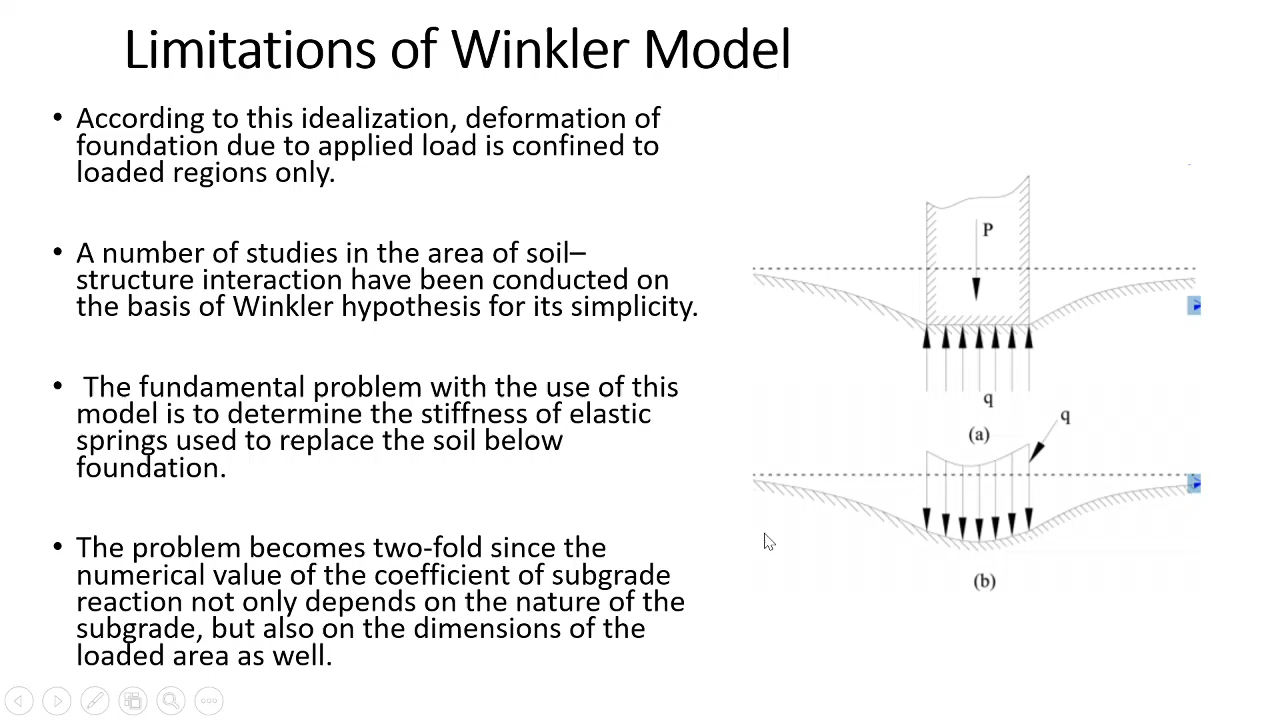 Limitations of Winkler Model
• According to this idealization, deformation of
foundation due to applied load is confined to
loaded regions only.
• A number of studies in the area of soil–
structure interaction have been conducted on
the basis of Winkler hypothesis for its simplicity.
• The fundamental problem with the use of this
model is to determine the stiffness of elastic
springs used to replace the soil below
foundation.
• The problem becomes two-fold since the
numerical value of the coefficient of subgrade
reaction not only depends on the nature of the
subgrade, but also on the dimensions of the
loaded area as well.
P
q
(a)
q
(b)